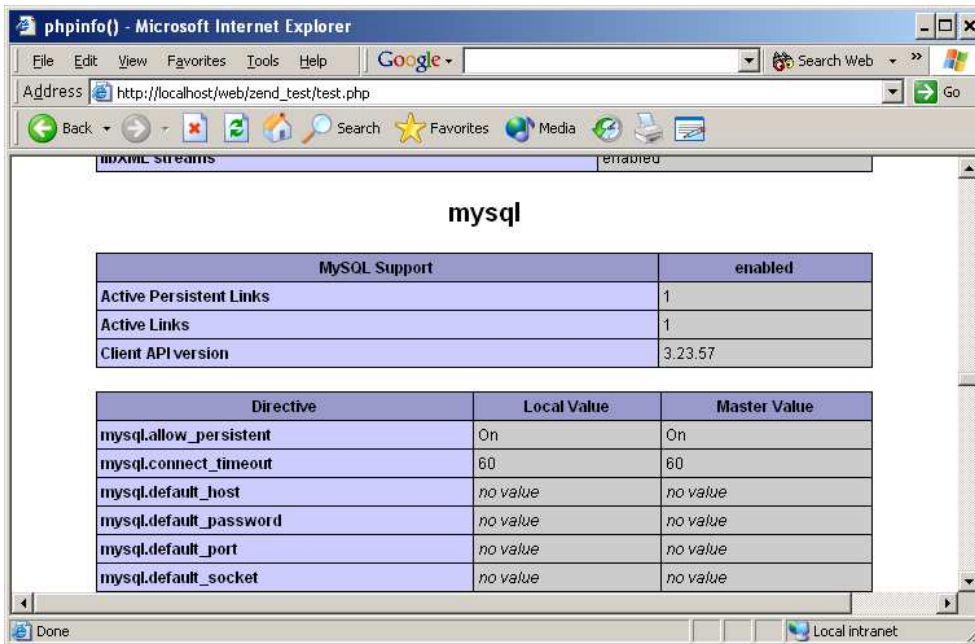 phpinfo() - Microsoft Internet Explorer
File Edit View Favorites Tools Help Google Search Web »
Address http://localhost/web/zend_test/test.php Go
Back Search Favorites Media
libXML streams enabled
mysql
MySQL Support enabled
Active Persistent Links 1
Active Links 1
Client API version 3.23.57
Directive Local Value Master Value
mysql.allow_persistent On On
mysql.connect_timeout 60 60
mysql.default_host no value no value
mysql.default_password no value no value
mysql.default_port no value no value
mysql.default_socket no value no value
Done Local intranet